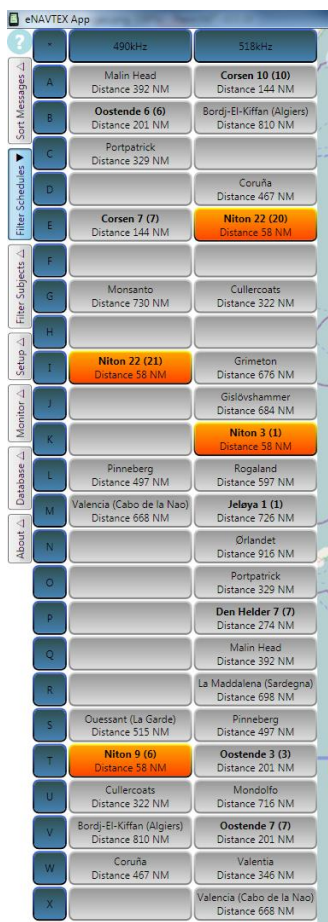 eNAVTEX App
?
*
490kHz
518kHz
Sort Messages
Filter Schedules
Filter Subjects
Setup
Monitor
Database
About
A
Malin Head
Distance 392 NM
Corsen 10 (10)
Distance 144 NM
B
Oostende 6 (6)
Distance 201 NM
Bordj-El-Kiffan (Algiers)
Distance 810 NM
C
Portpatrick
Distance 329 NM
D
Coruña
Distance 467 NM
E
Corsen 7 (7)
Distance 144 NM
Niton 22 (20)
Distance 58 NM
F
G
Monsanto
Distance 730 NM
Cullercoats
Distance 322 NM
H
I
Niton 22 (21)
Distance 58 NM
Grimeton
Distance 676 NM
J
Gislövshammer
Distance 684 NM
K
Niton 3 (1)
Distance 58 NM
L
Pinneberg
Distance 497 NM
Rogaland
Distance 597 NM
M
Valencia (Cabo de la Nao)
Distance 668 NM
Jeløya 1 (1)
Distance 726 NM
N
Ørlandet
Distance 916 NM
O
Portpatrick
Distance 329 NM
P
Den Helder 7 (7)
Distance 274 NM
Q
Malin Head
Distance 392 NM
R
La Maddalena (Sardegna)
Distance 698 NM
S
Ouessant (La Garde)
Distance 515 NM
Pinneberg
Distance 497 NM
T
Niton 9 (6)
Distance 58 NM
Oostende 3 (3)
Distance 201 NM
U
Cullercoats
Distance 322 NM
Mondolfo
Distance 716 NM
V
Bordj-El-Kiffan (Algiers)
Distance 810 NM
Oostende 7 (7)
Distance 201 NM
W
Coruña
Distance 467 NM
Valentia
Distance 346 NM
X
Valencia (Cabo de la Nao)
Distance 668 NM